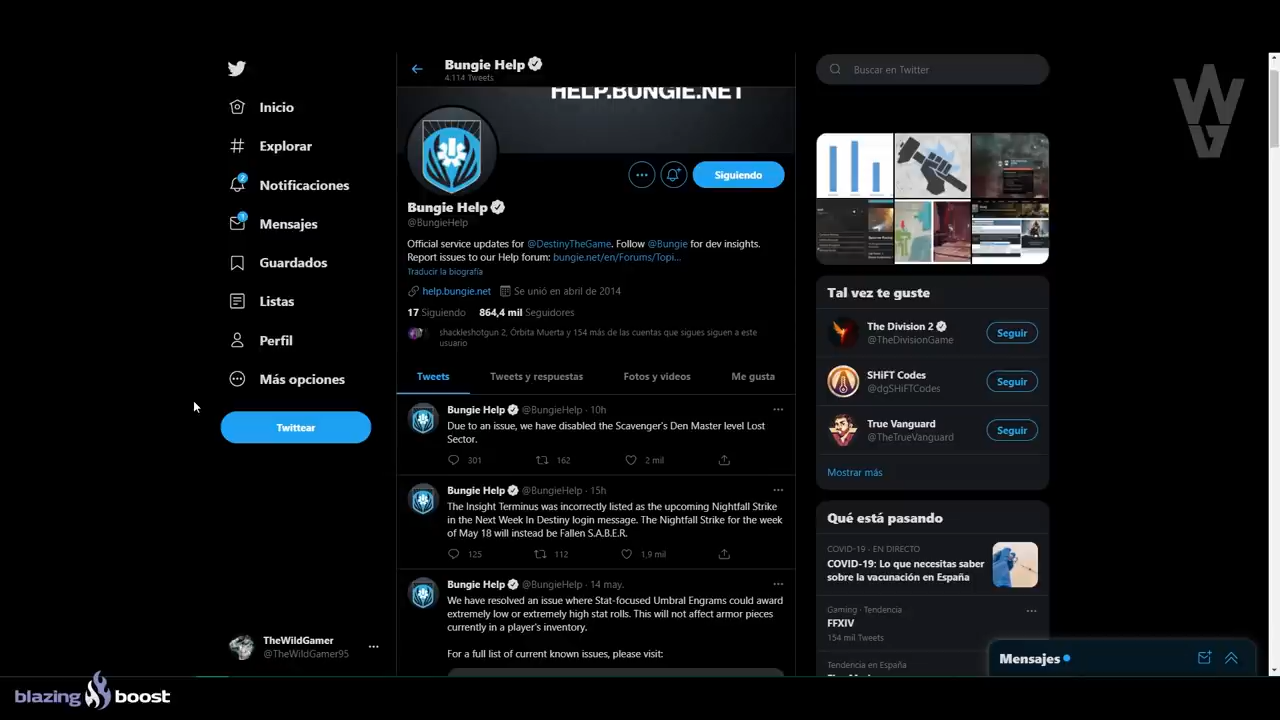 Inicio
Explorar
2
Notificaciones
1
Mensajes
Guardados
Listas
Perfil
Más opciones
Twittear
TheWildGamer
@TheWildGamer95
blazing boost
Bungie Help
4.114 Tweets
HELP.BUNGIE.NET
Siguiendo
Bungie Help
@BungieHelp
Official service updates for @DestinyTheGame. Follow @Bungie for dev insights.
Report issues to our Help forum: bungie.net/en/Forums/Topi...
Traducir la biografía
help.bungie.net Se unió en abril de 2014
17 Siguiendo 864,4 mil Seguidores
shackleshotgun 2, Órbita Muerta y 154 más de las cuentas que sigues siguen a este
usuario
Tweets Tweets y respuestas Fotos y videos Me gusta
Bungie Help @BungieHelp · 10h
Due to an issue, we have disabled the Scavenger's Den Master level Lost
Sector.
301 162 2 mil
Bungie Help @BungieHelp · 15h
The Insight Terminus was incorrectly listed as the upcoming Nightfall Strike
in the Next Week In Destiny login message. The Nightfall Strike for the week
of May 18 will instead be Fallen S.A.B.E.R.
125 112 1,9 mil
Bungie Help @BungieHelp · 14 may.
We have resolved an issue where Stat-focused Umbral Engrams could award
extremely low or extremely high stat rolls. This will not affect armor pieces
currently in a player's inventory.
For a full list of current known issues, please visit:
Buscar en Twitter
Tal vez te guste
The Division 2
@TheDivisionGame
Seguir
SHiFT Codes
@dgSHiFTCodes
Seguir
True Vanguard
@TheTrueVanguard
Seguir
Mostrar más
Qué está pasando
COVID-19 · EN DIRECTO
COVID-19: Lo que necesitas saber
sobre la vacunación en España
Gaming · Tendencia
FFXIV
154 mil Tweets
Tendencia en España
Mensajes